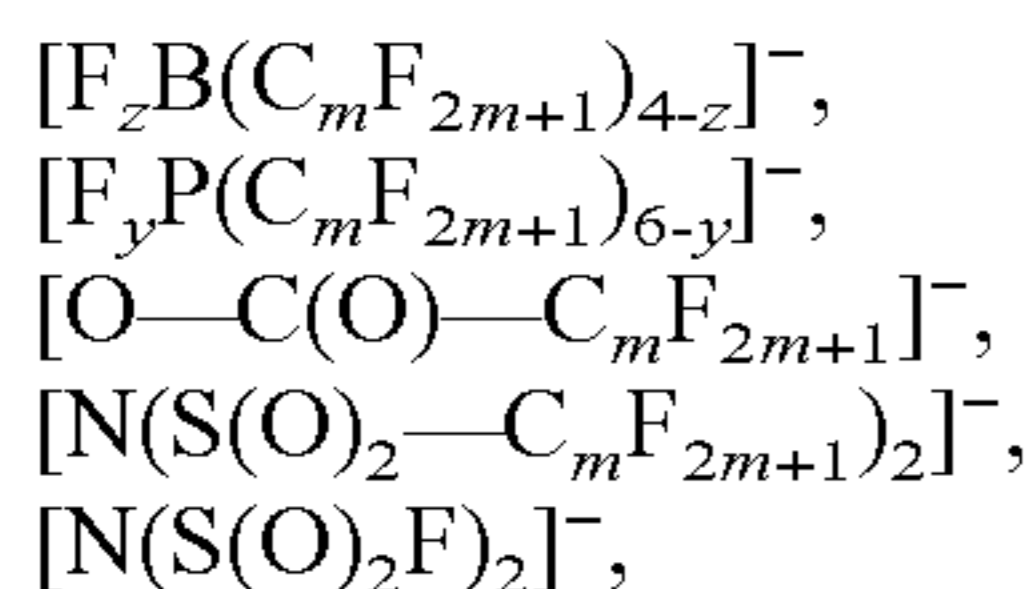 [F_zB(C_mF_{2m+1})_{4-z}]^−,
[F_yP(C_mF_{2m+1})_{6-y}]^−,
[O—C(O)—C_mF_{2m+1}]^−,
[N(S(O)_2—C_mF_{2m+1})_2]^−,
[N(S(O)_2F)_2]^−,